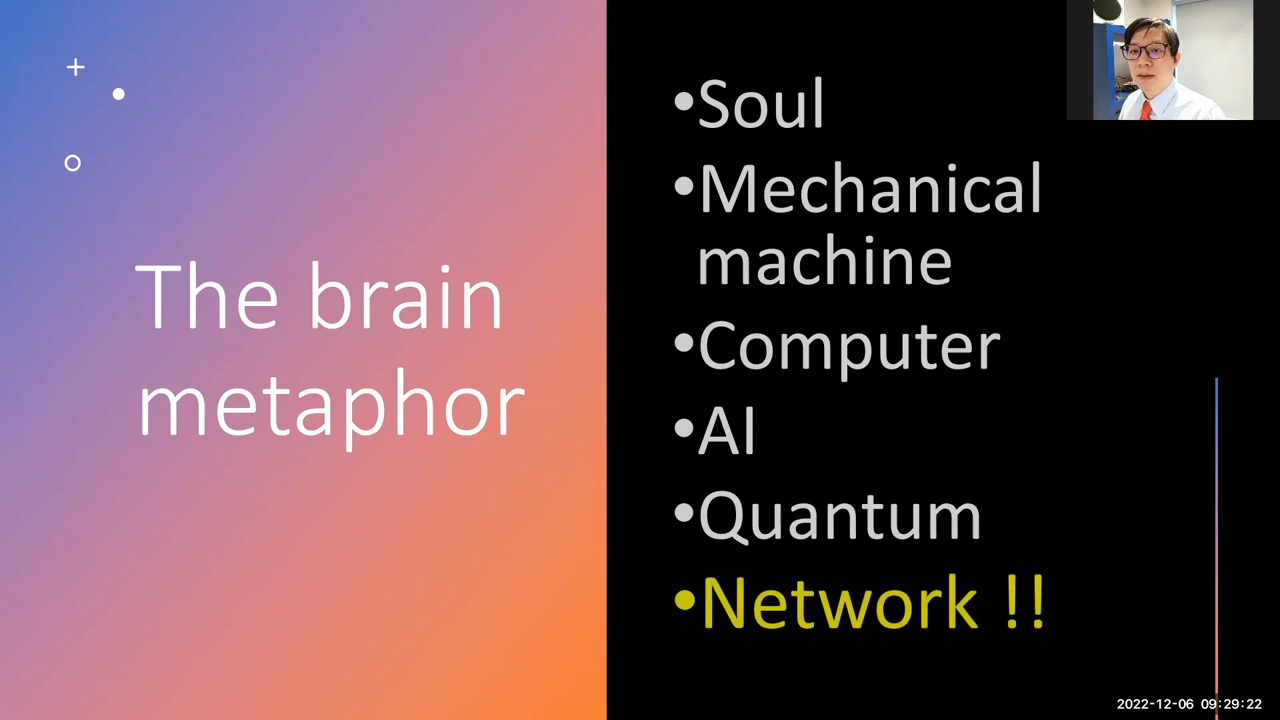 The brain
metaphor
•Soul
•Mechanical
machine
•Computer
•AI
•Quantum
•Network !!
2022-12-06 09:29:22